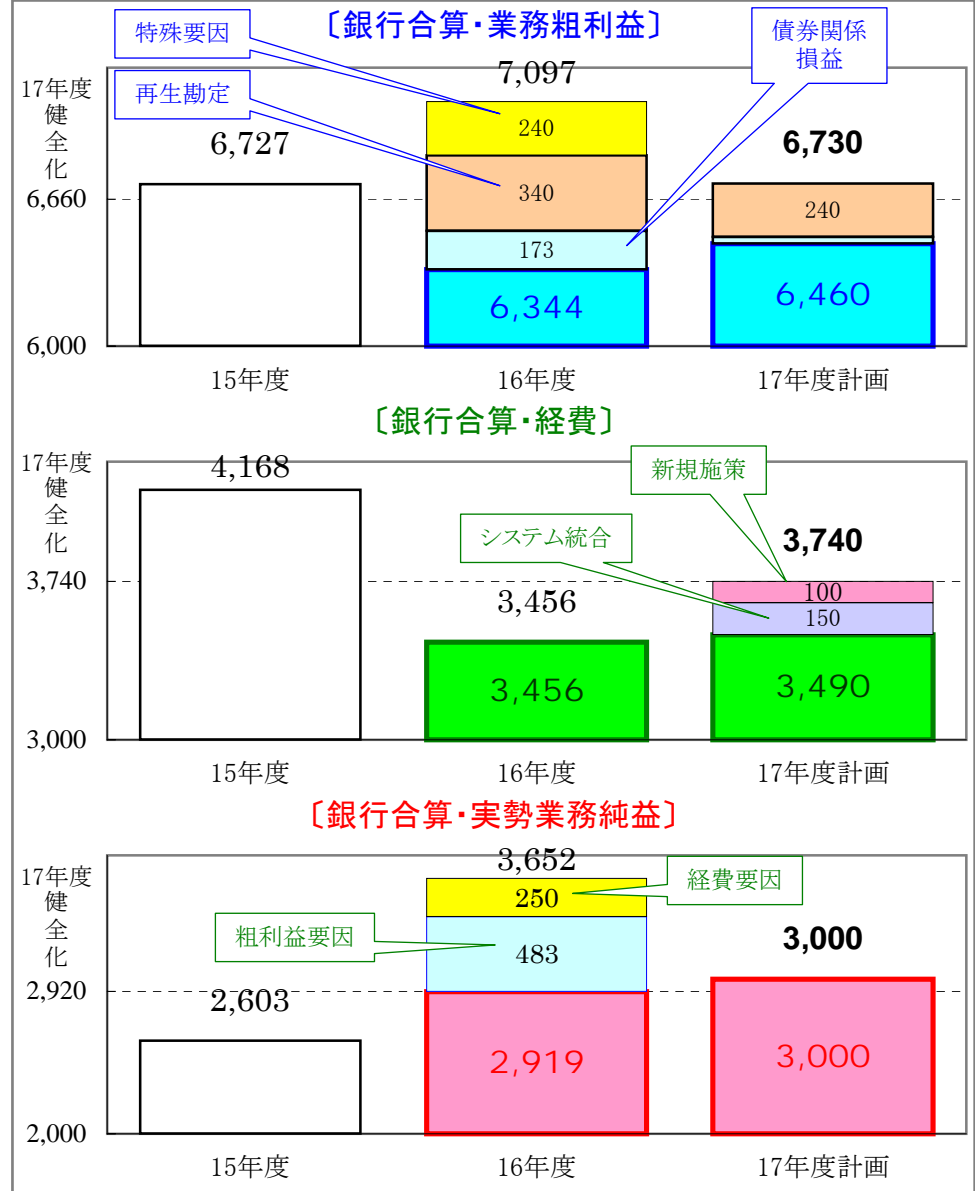 〔銀行合算・業務粗利益〕
特殊要因
再生勘定
債券関係
損益
17年度
健
全
化
6,660
6,000
6,727
7,097
240
340
173
6,344
6,730
240
6,460
15年度
16年度
17年度計画
〔銀行合算・経費〕
17年度
健
全
化
3,740
3,000
新規施策
システム統合
4,168
3,456
3,456
3,740
100
150
3,490
15年度
16年度
17年度計画
〔銀行合算・実勢業務純益〕
17年度
健
全
化
2,920
2,000
経費要因
粗利益要因
2,603
3,652
250
483
2,919
3,000
3,000
15年度
16年度
17年度計画